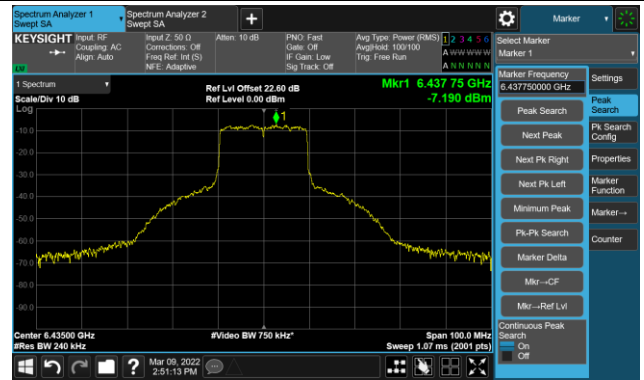 Spectrum Analyzer 1
Swept SA
Spectrum Analyzer 2
Swept SA
+
Marker
KEYSIGHT
Input: RF
Coupling: AC
Align: Auto
Input Z: 50 Ω
Corrections: Off
Freq Ref: Int (S)
NFE: Adaptive
Atten: 10 dB
PNO: Fast
Gate: Off
IF Gain: Low
Sig Track: Off
Avg Type: Power (RMS)
Avg|Hold: 100/100
Trig: Free Run
1 2 3 4 5 6
A W W W W W
A N N N N N
Select Marker
Marker 1
1 Spectrum
Scale/Div 10 dB
Log
Ref Lvl Offset 22.60 dB
Ref Level 0.00 dBm
Mkr1 6.437 75 GHz
-7.190 dBm
1
-10.0
-20.0
-30.0
-40.0
-50.0
-60.0
-70.0
-80.0
-90.0
Center 6.43500 GHz
#Res BW 240 kHz
#Video BW 750 kHz*
Span 100.0 MHz
Sweep 1.07 ms (2001 pts)
Marker Frequency
6.437750000 GHz
Peak Search
Next Peak
Next Pk Right
Next Pk Left
Minimum Peak
Pk-Pk Search
Marker Delta
Mkr→CF
Mkr→Ref Lvl
Continuous Peak
Search
On
Off
Settings
Peak
Search
Pk Search
Config
Properties
Marker
Function
Marker→
Counter
?
Mar 09, 2022
2:51:13 PM